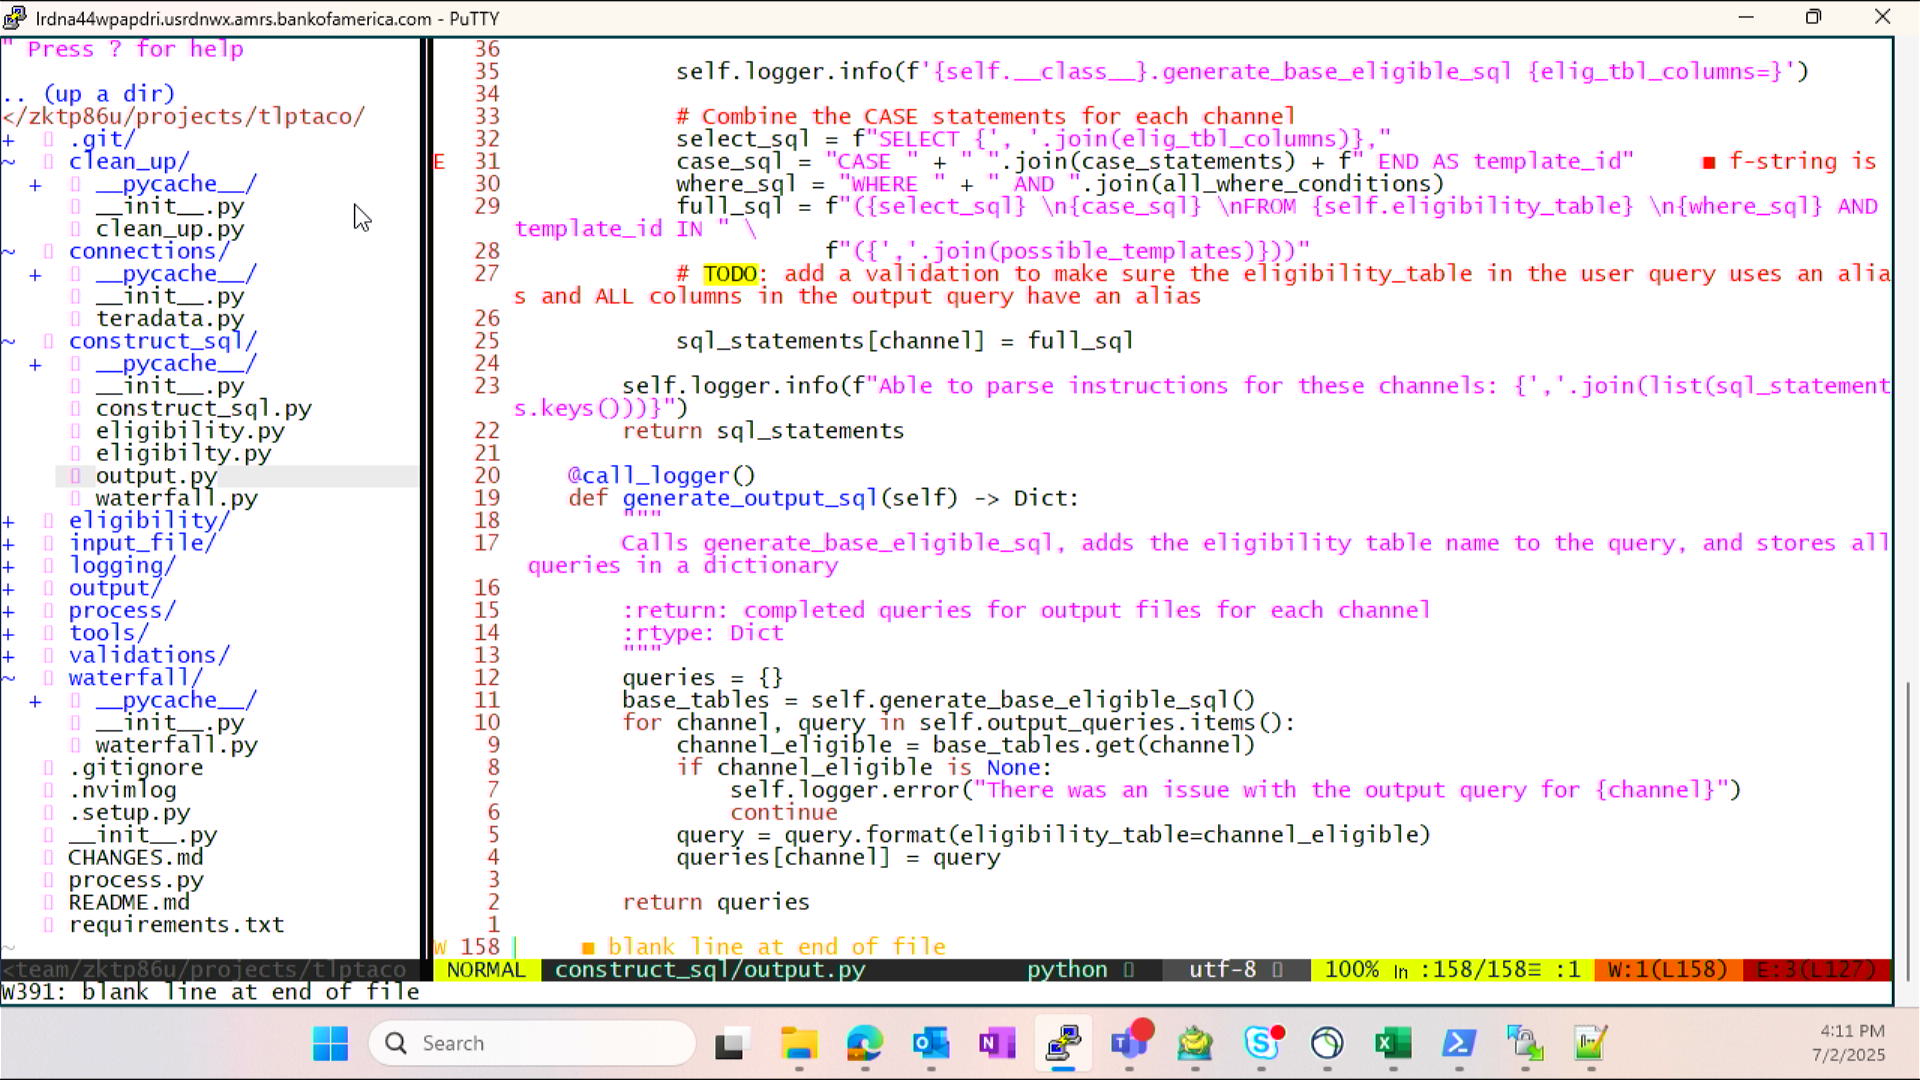 lrdna44wpapdri.usrdnwx.amrs.bankofamerica.com - PuTTY
" Press ? for help
.. (up a dir)
</zktp86u/projects/tlptaco/
+ .git/
~ clean_up/
+ __pycache__/
__init__.py
clean_up.py
~ connections/
+ __pycache__/
__init__.py
teradata.py
~ construct_sql/
+ __pycache__/
__init__.py
construct_sql.py
eligibility.py
eligibilty.py
output.py
waterfall.py
+ eligibility/
+ input_file/
+ logging/
+ output/
+ process/
+ tools/
+ validations/
~ waterfall/
+ __pycache__/
__init__.py
waterfall.py
.gitignore
.nvimlog
.setup.py
__init__.py
CHANGES.md
process.py
README.md
requirements.txt
~
<team/zktp86u/projects/tlptaco
36
35 self.logger.info(f'{self.__class__}.generate_base_eligible_sql {elig_tbl_columns=}')
34
33 # Combine the CASE statements for each channel
32 select_sql = f"SELECT {', '.join(elig_tbl_columns)},"
E 31 case_sql = "CASE " + " ".join(case_statements) + f" END AS template_id" ■ f-string is
30 where_sql = "WHERE " + " AND ".join(all_where_conditions)
29 full_sql = f"({select_sql} \n{case_sql} \nFROM {self.eligibility_table} \n{where_sql} AND
template_id IN " \
28 f"({','.join(possible_templates)}))"
27 # TODO: add a validation to make sure the eligibility_table in the user query uses an alia
s and ALL columns in the output query have an alias
26
25 sql_statements[channel] = full_sql
24
23 self.logger.info(f"Able to parse instructions for these channels: {','.join(list(sql_statement
s.keys()))}")
22 return sql_statements
21
20 @call_logger()
19 def generate_output_sql(self) -> Dict:
18 """
17 Calls generate_base_eligible_sql, adds the eligibility table name to the query, and stores all
queries in a dictionary
16
15 :return: completed queries for output files for each channel
14 :rtype: Dict
13 """
12 queries = {}
11 base_tables = self.generate_base_eligible_sql()
10 for channel, query in self.output_queries.items():
9 channel_eligible = base_tables.get(channel)
8 if channel_eligible is None:
7 self.logger.error("There was an issue with the output query for {channel}")
6 continue
5 query = query.format(eligibility_table=channel_eligible)
4 queries[channel] = query
3
2 return queries
1
W 158 ■ blank line at end of file
NORMAL construct_sql/output.py python utf-8 100% ln :158/158≡ :1 W:1(L158) E:3(L127)
W391: blank line at end of file
Search
4:11 PM
7/2/2025